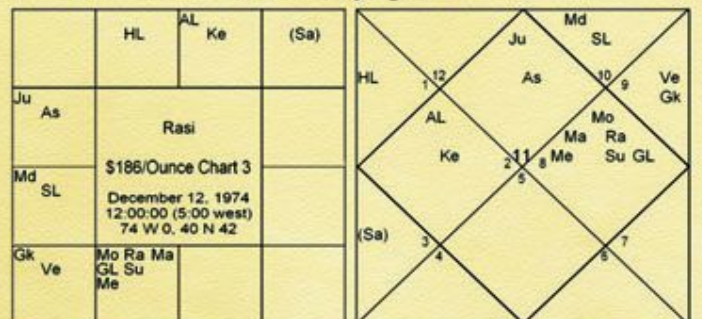 HL
AL
Ke
(Sa)
Ju
As
Rasi
$186/Ounce Chart 3
December 12, 1974
12:00:00 (5:00 west)
74 W 0, 40 N 42
Md
SL
Gk
Ve
Mo Ra Ma
GL Su
Me
Md
SL
Ju
HL
12
1
As
10
9
Ve
Gk
AL
Ke
Mo
Ma Ra
2 11 8 Me Su GL
5
(Sa)
3
4
7
6